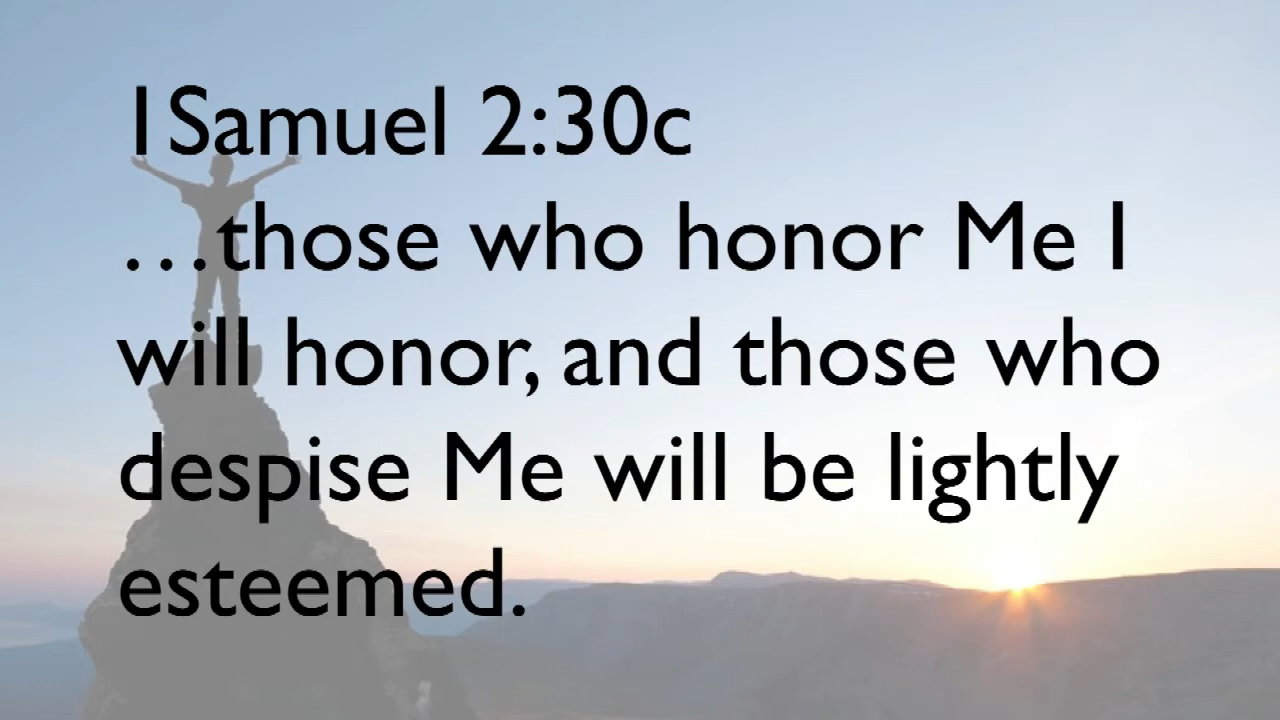 1Samuel 2:30c
…those who honor Me I
will honor, and those who
despise Me will be lightly
esteemed.